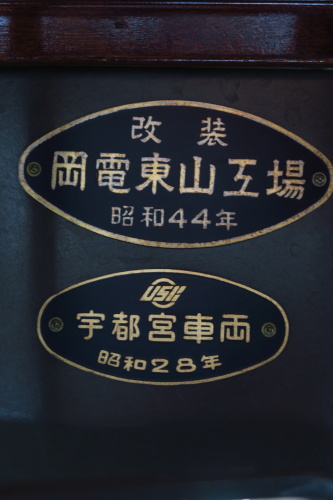 改装
岡電東山工場
昭和44年
USK
宇都宮車両
昭和28年